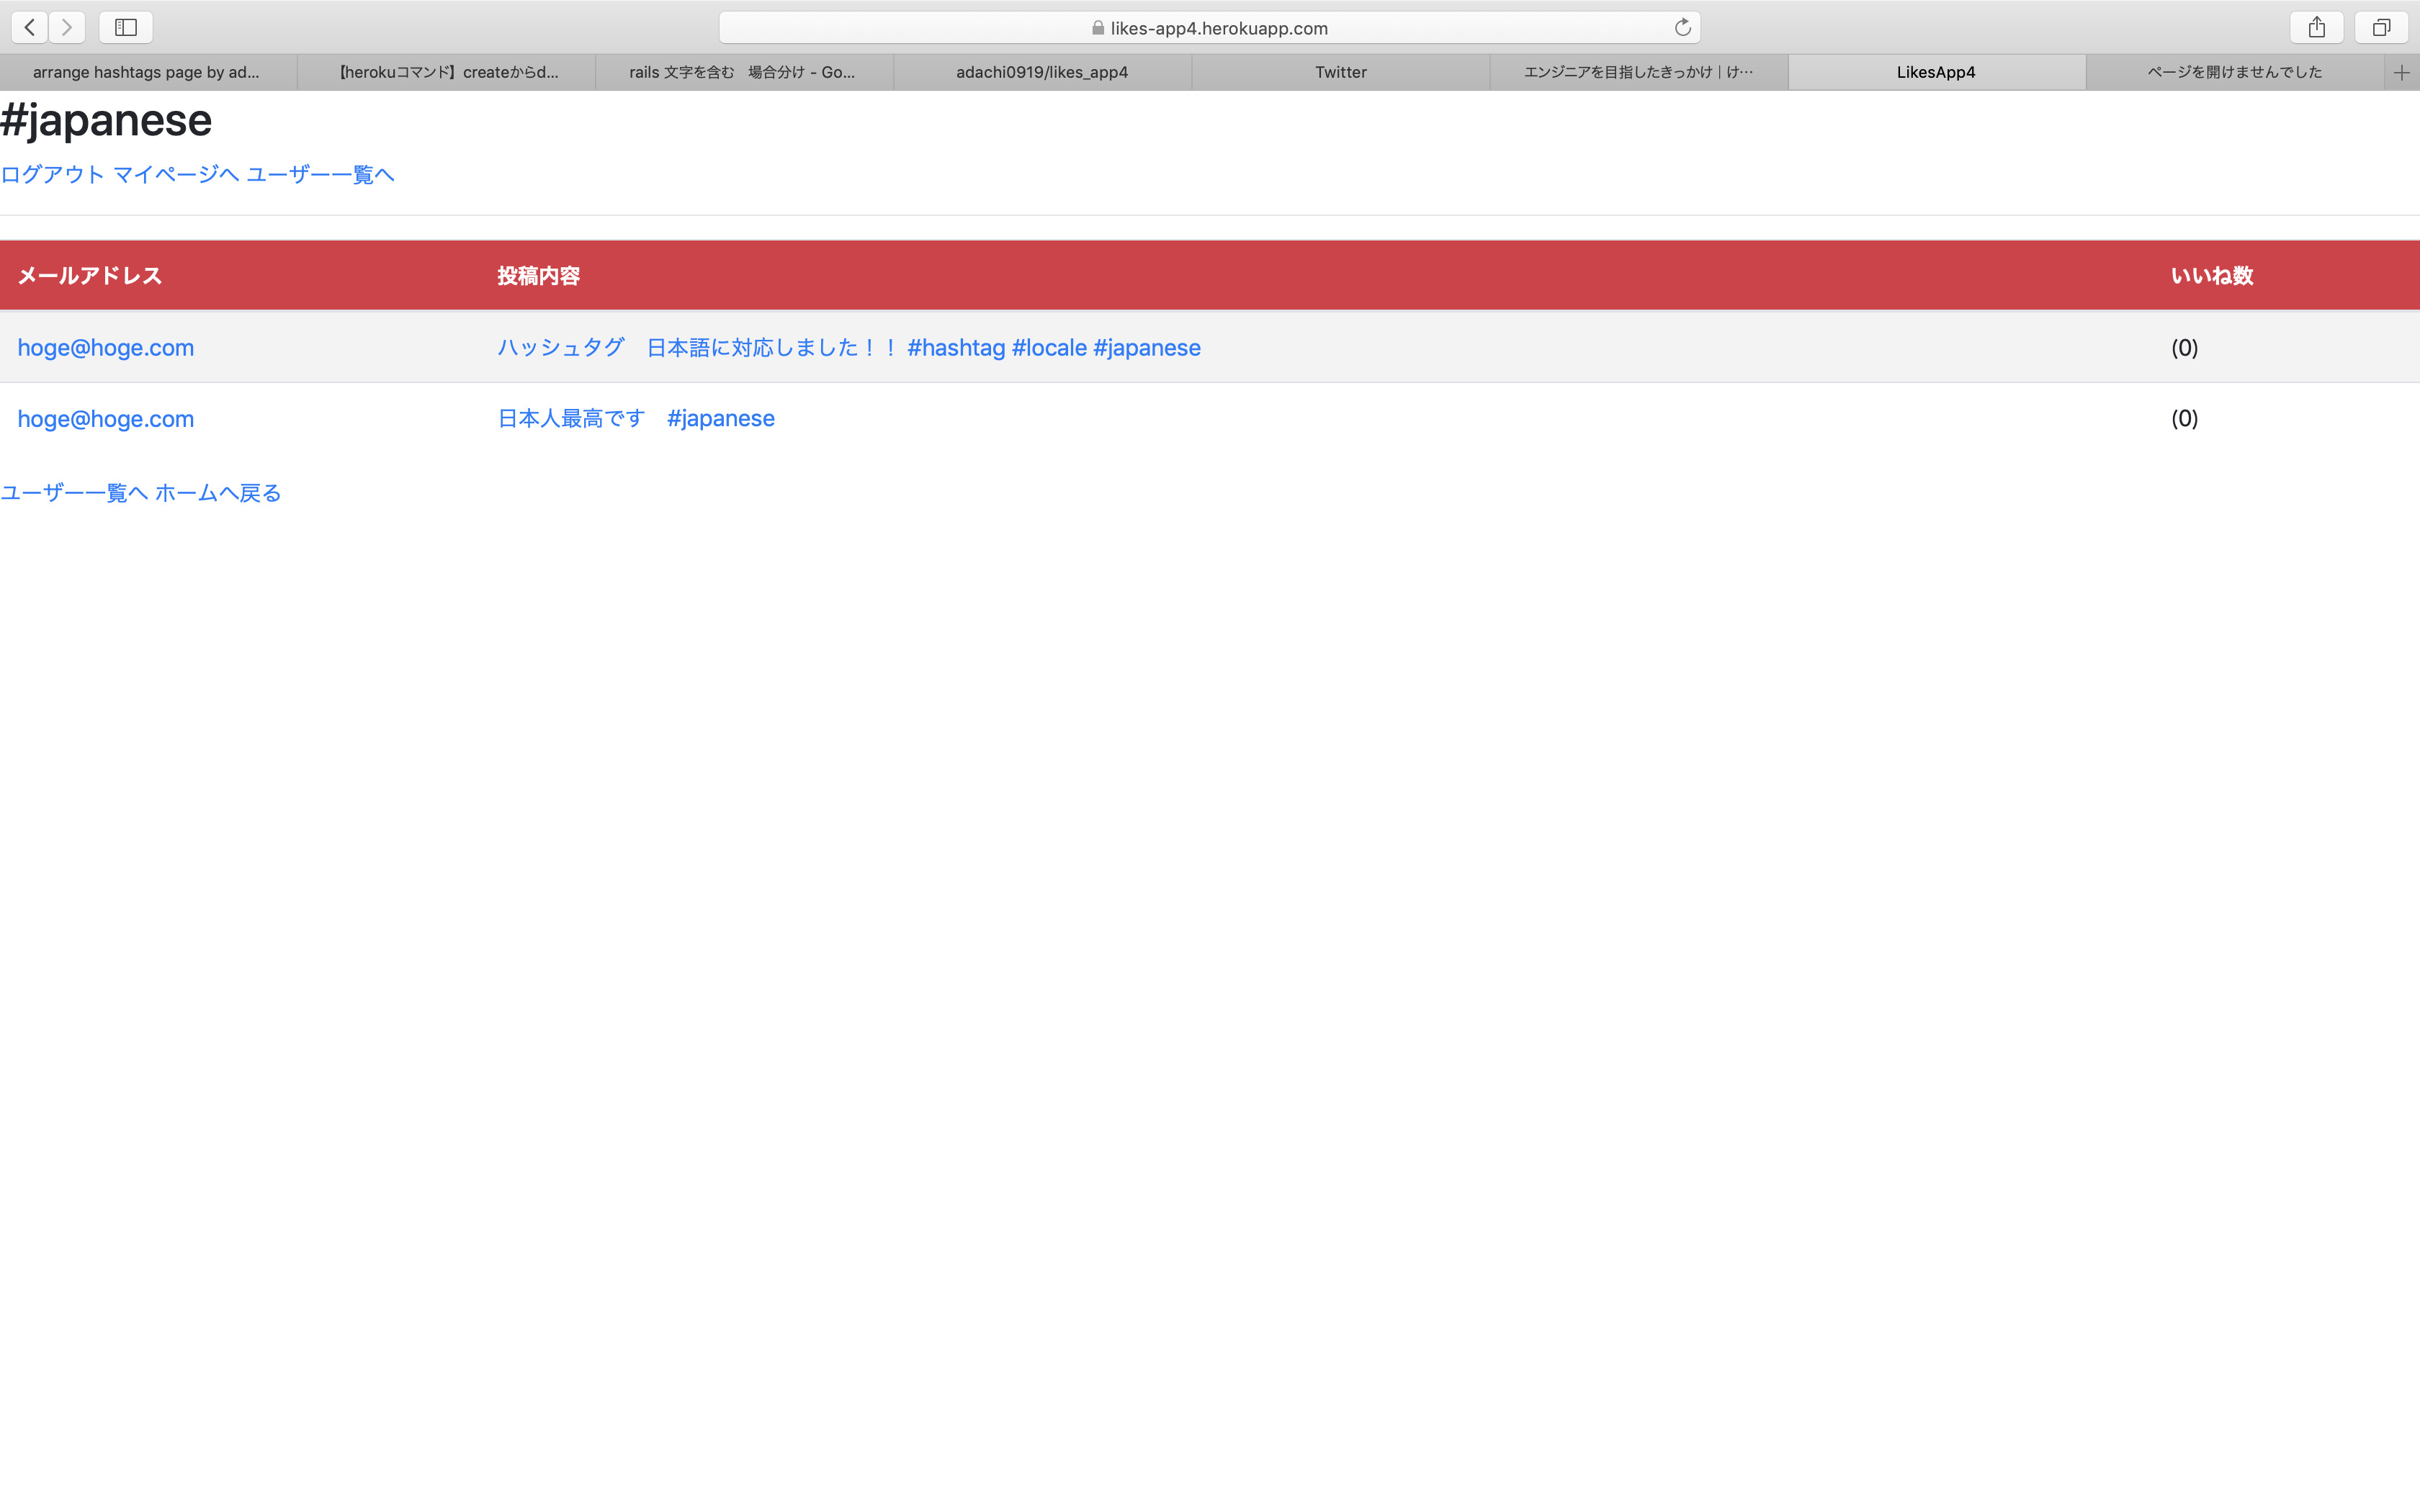 likes-app4.herokuapp.com
arrange hashtags page by ad...
【herokuコマンド】createからd...
rails 文字を含む　場合分け - Go...
adachi0919/likes_app4
Twitter
エンジニアを目指したきっかけ｜け…
LikesApp4
ページを開けませんでした
#japanese
ログアウト マイページへ ユーザー一覧へ
メールアドレス 投稿内容 いいね数
hoge@hoge.com ハッシュタグ　日本語に対応しました！！ #hashtag #locale #japanese (0)
hoge@hoge.com 日本人最高です　#japanese (0)
ユーザー一覧へ ホームへ戻る